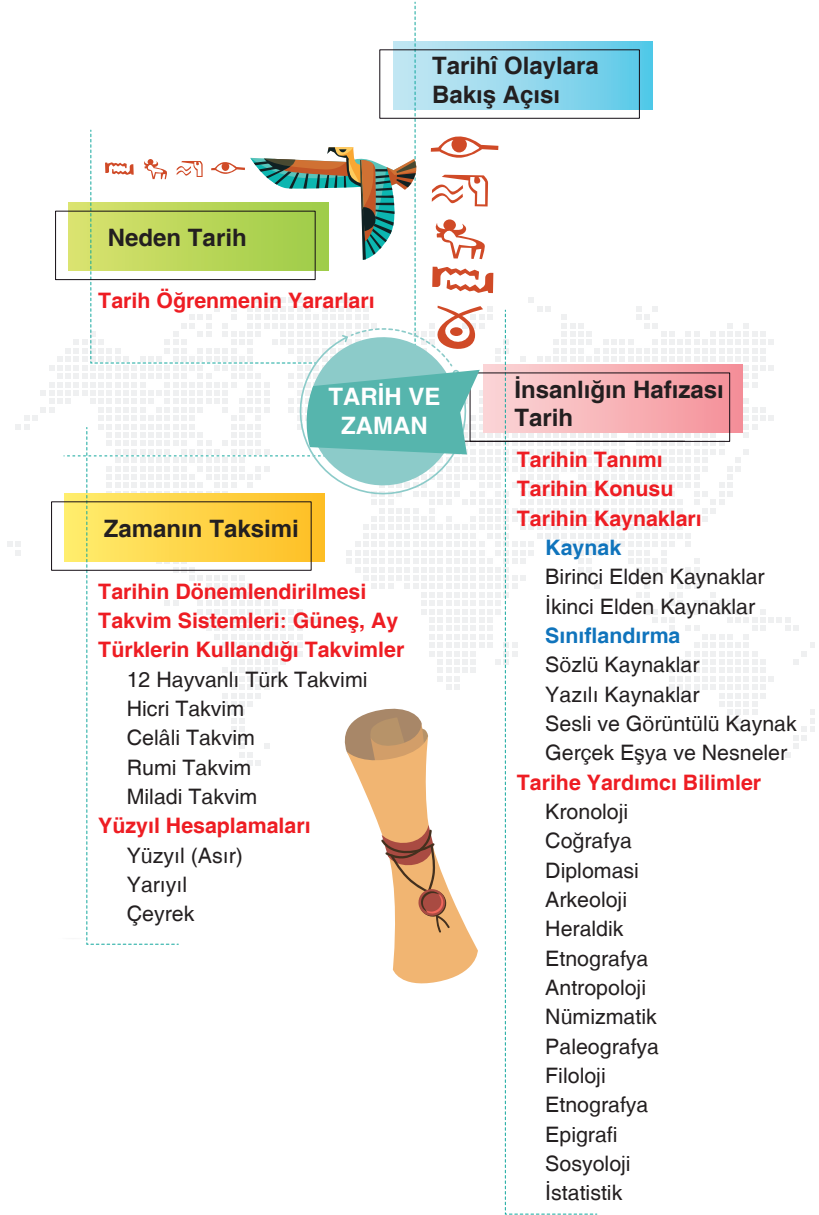 Tarihî Olaylara
Bakış Açısı
Neden Tarih
Tarih Öğrenmenin Yararları
TARİH VE
ZAMAN
İnsanlığın Hafızası
Tarih
Tarihin Tanımı
Tarihin Konusu
Tarihin Kaynakları
Kaynak
Birinci Elden Kaynaklar
İkinci Elden Kaynaklar
Sınıflandırma
Sözlü Kaynaklar
Yazılı Kaynaklar
Sesli ve Görüntülü Kaynak
Gerçek Eşya ve Nesneler
Tarihe Yardımcı Bilimler
Kronoloji
Coğrafya
Diplomasi
Arkeoloji
Heraldik
Etnografya
Antropoloji
Nümizmatik
Paleografya
Filoloji
Etnografya
Epigrafi
Sosyoloji
İstatistik
Zamanın Taksimi
Tarihin Dönemlendirilmesi
Takvim Sistemleri: Güneş, Ay
Türklerin Kullandığı Takvimler
12 Hayvanlı Türk Takvimi
Hicri Takvim
Celâli Takvim
Rumi Takvim
Miladi Takvim
Yüzyıl Hesaplamaları
Yüzyıl (Asır)
Yarıyıl
Çeyrek